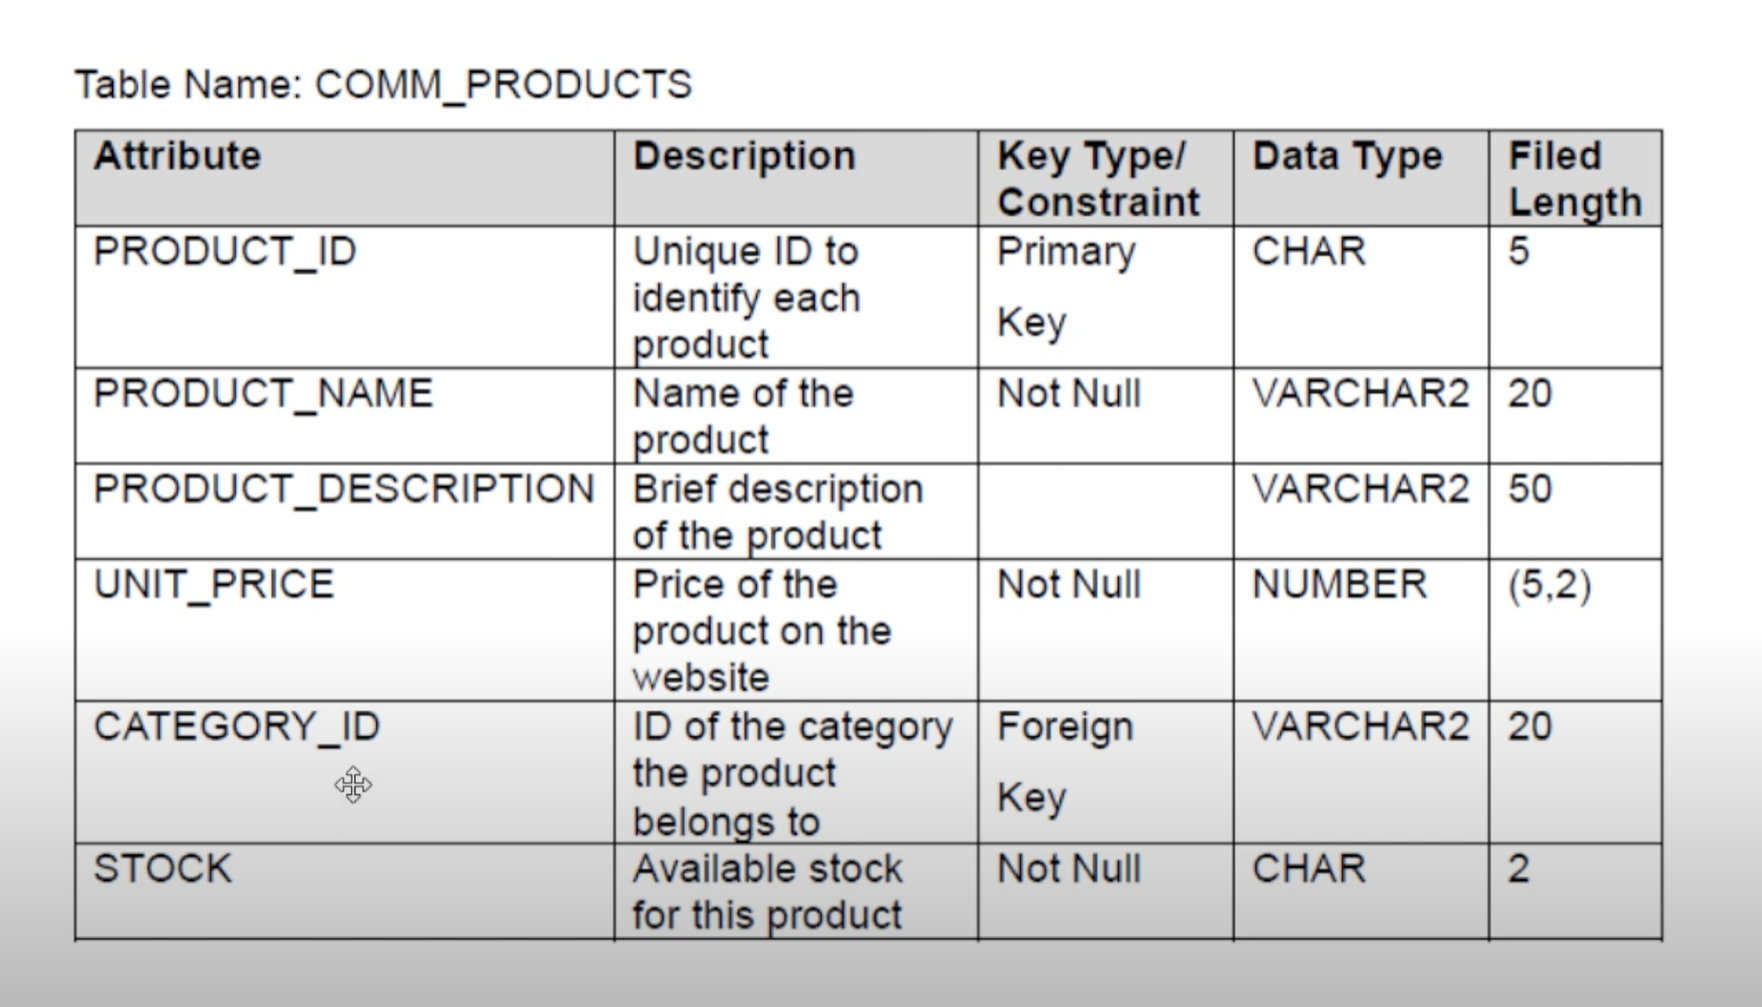 Table Name: COMM_PRODUCTS
Attribute Description Key Type/ Constraint Data Type Filed Length
PRODUCT_ID Unique ID to identify each product Primary Key CHAR 5
PRODUCT_NAME Name of the product Not Null VARCHAR2 20
PRODUCT_DESCRIPTION Brief description of the product VARCHAR2 50
UNIT_PRICE Price of the product on the website Not Null NUMBER (5,2)
CATEGORY_ID ID of the category the product belongs to Foreign Key VARCHAR2 20
STOCK Available stock for this product Not Null CHAR 2